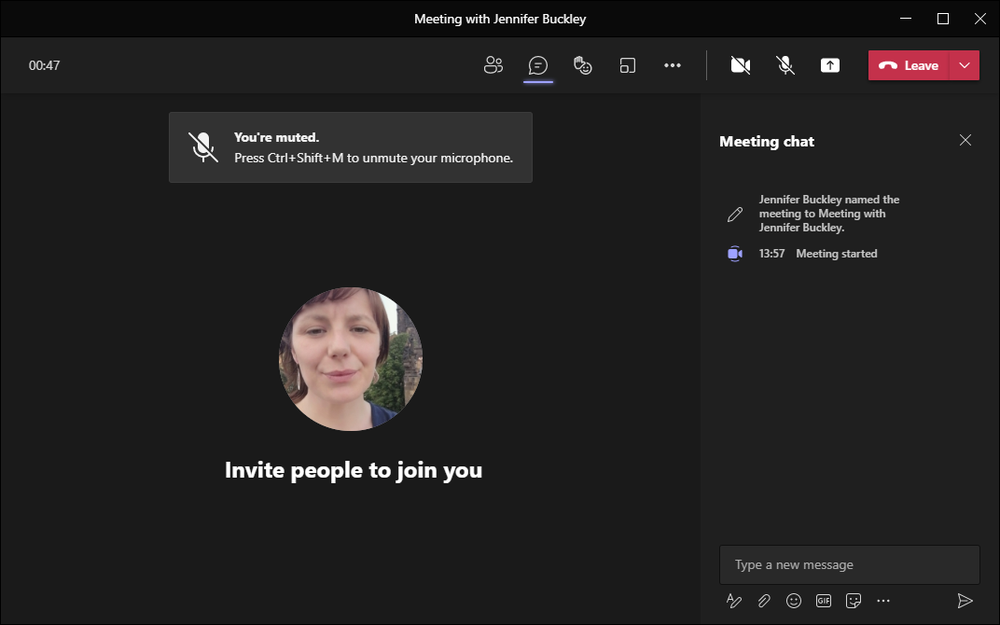 Meeting with Jennifer Buckley
00:47
Leave
You're muted.
Press Ctrl+Shift+M to unmute your microphone.
Invite people to join you
Meeting chat
Jennifer Buckley named the
meeting to Meeting with
Jennifer Buckley.
13:57 Meeting started
Type a new message
GIF